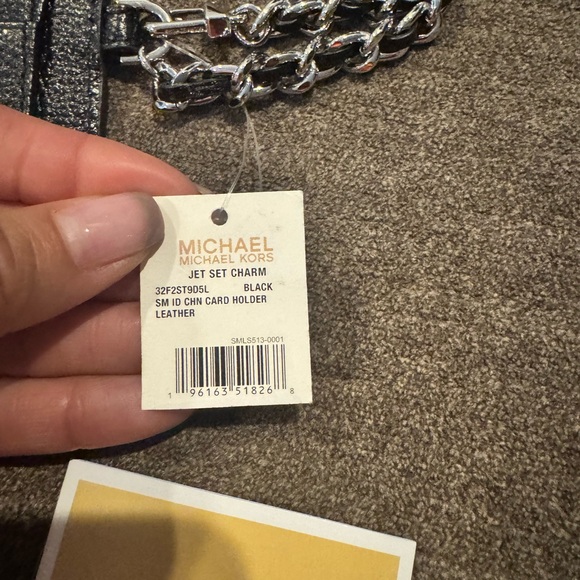 MICHAEL
MICHAEL KORS
JET SET CHARM
32F2ST9D5L BLACK
SM ID CHN CARD HOLDER
LEATHER
SMLS513-0001
1 96163 51826 8